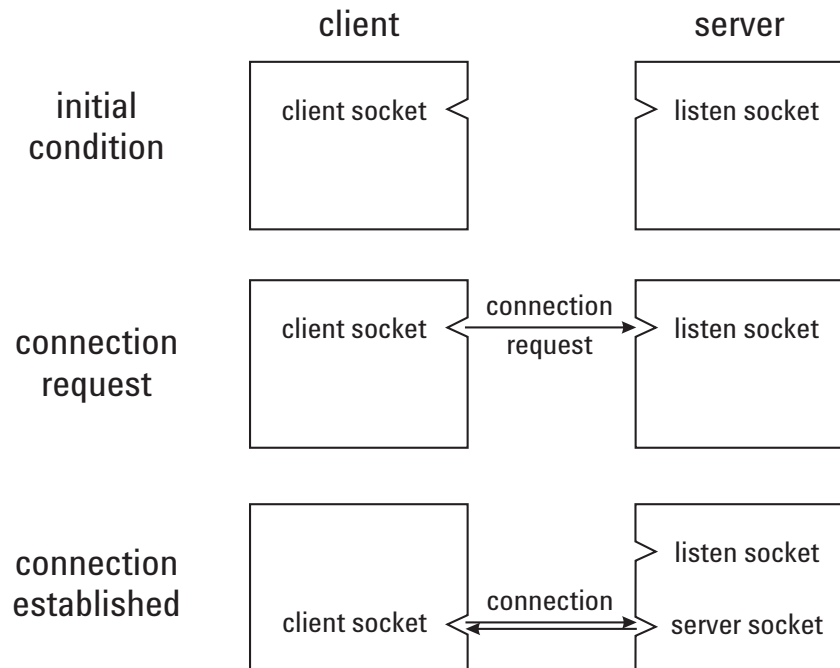 client
server
initial
condition
client socket
listen socket
connection
request
client socket
connection
request
listen socket
connection
established
client socket
connection
listen socket
server socket